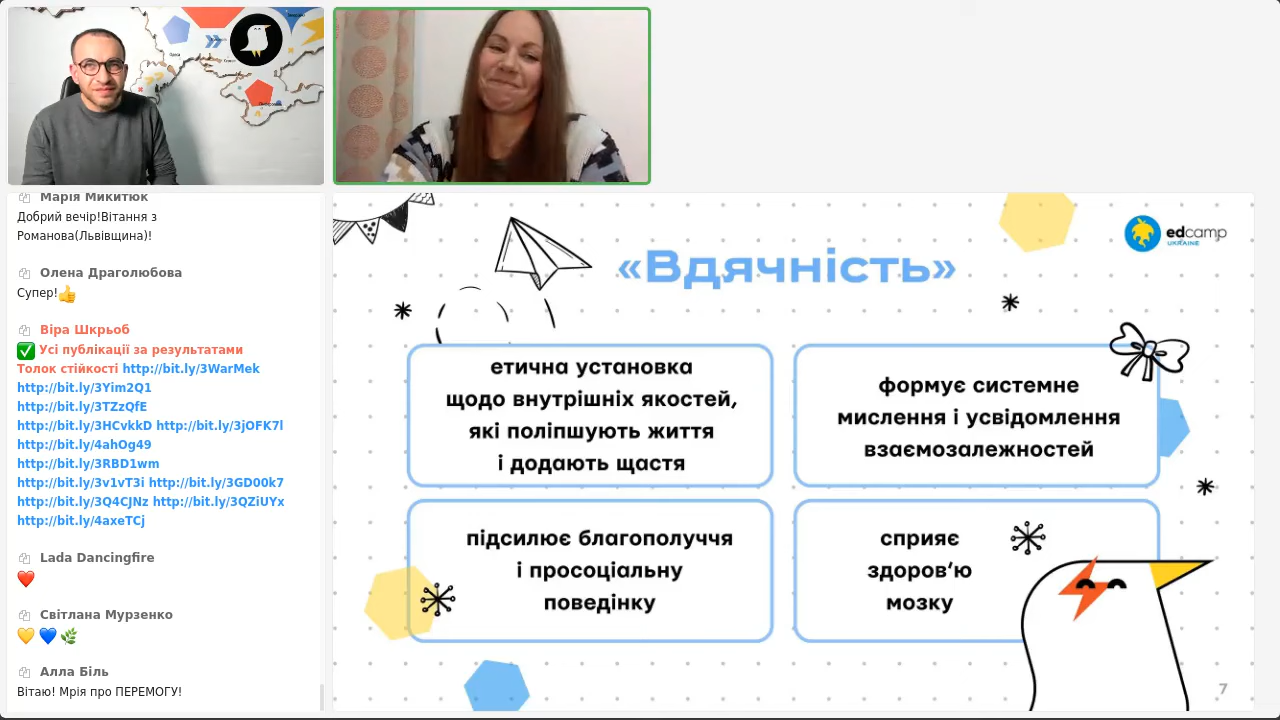 Марія Микитюк
Добрий вечір!Вітання з
Романова(Львівщина)!
Олена Драголюбова
Супер!👍
Віра Шкрьоб
✅ Усі публікації за результатами
Толок стійкості http://bit.ly/3WarMek
http://bit.ly/3Yim2Q1
http://bit.ly/3TZzQfE
http://bit.ly/3HCvkkD http://bit.ly/3jOFK7l
http://bit.ly/4ahOg49
http://bit.ly/3RBD1wm
http://bit.ly/3v1vT3i http://bit.ly/3GD00k7
http://bit.ly/3Q4CJNz http://bit.ly/3QZiUYx
http://bit.ly/4axeTCj
Lada Dancingfire
❤️
Світлана Мурзенко
💛 💙 🌿
Алла Біль
Вітаю! Мрія про ПЕРЕМОГУ!
edcamp
UKRAINE
«Вдячність»
етична установка
щодо внутрішніх якостей,
які поліпшують життя
і додають щастя
формує системне
мислення і усвідомлення
взаємозалежностей
підсилює благополуччя
і просоціальну
поведінку
сприяє
здоров’ю
мозку
7